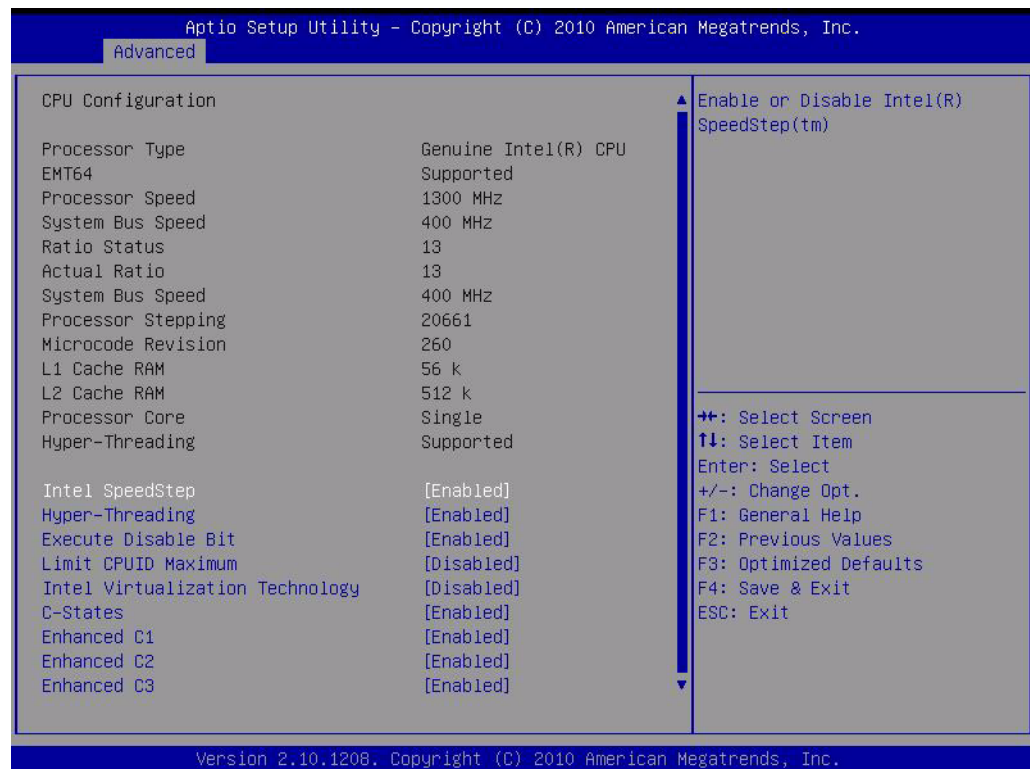 Aptio Setup Utility – Copyright (C) 2010 American Megatrends, Inc.
Advanced
CPU Configuration
Processor Type Genuine Intel(R) CPU
EMT64 Supported
Processor Speed 1300 MHz
System Bus Speed 400 MHz
Ratio Status 13
Actual Ratio 13
System Bus Speed 400 MHz
Processor Stepping 20661
Microcode Revision 260
L1 Cache RAM 56 k
L2 Cache RAM 512 k
Processor Core Single
Hyper-Threading Supported
Intel SpeedStep [Enabled]
Hyper-Threading [Enabled]
Execute Disable Bit [Enabled]
Limit CPUID Maximum [Disabled]
Intel Virtualization Technology [Disabled]
C-States [Enabled]
Enhanced C1 [Enabled]
Enhanced C2 [Enabled]
Enhanced C3 [Enabled]
Enable or Disable Intel(R)
SpeedStep(tm)
→←: Select Screen
↑↓: Select Item
Enter: Select
+/-: Change Opt.
F1: General Help
F2: Previous Values
F3: Optimized Defaults
F4: Save & Exit
ESC: Exit
Version 2.10.1208. Copyright (C) 2010 American Megatrends, Inc.